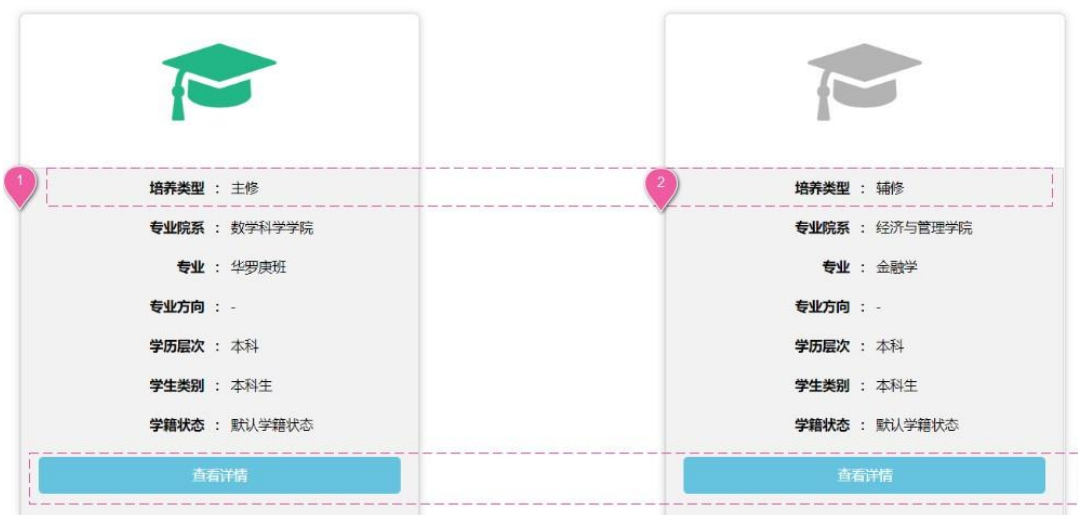 1
培养类型 ： 主修
专业院系 ： 数学科学学院
专业 ： 华罗庚班
专业方向 ： -
学历层次 ： 本科
学生类别 ： 本科生
学籍状态 ： 默认学籍状态
查看详情
2
培养类型 ： 辅修
专业院系 ： 经济与管理学院
专业 ： 金融学
专业方向 ： -
学历层次 ： 本科
学生类别 ： 本科生
学籍状态 ： 默认学籍状态
查看详情